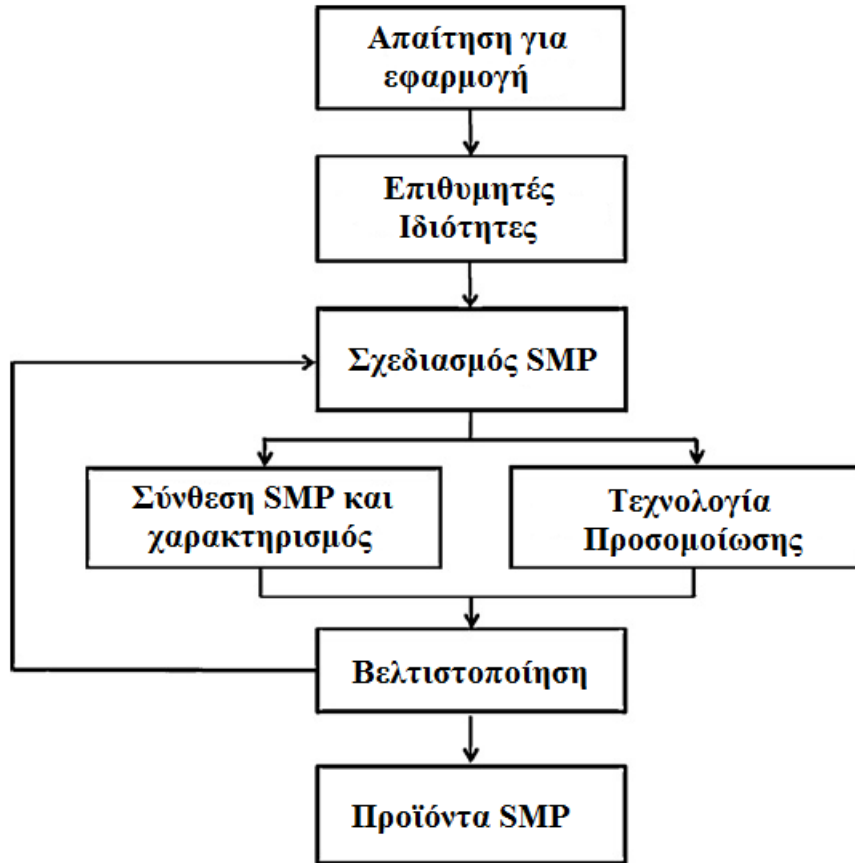 Απαίτηση για
εφαρμογή
Επιθυμητές
Ιδιότητες
Σχεδιασμός SMP
Σύνθεση SMP και
χαρακτηρισμός
Τεχνολογία
Προσομοίωσης
Βελτιστοποίηση
Προϊόντα SMP